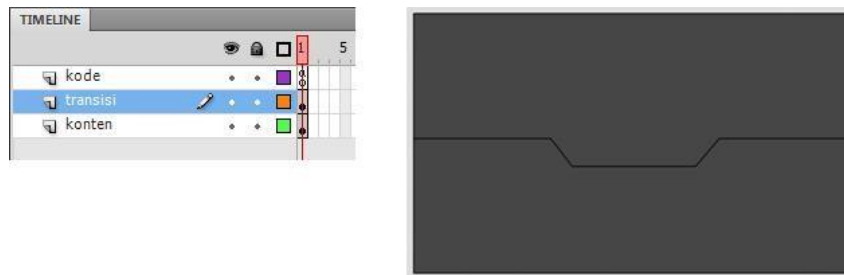 TIMELINE
1 5
kode
transisi
konten